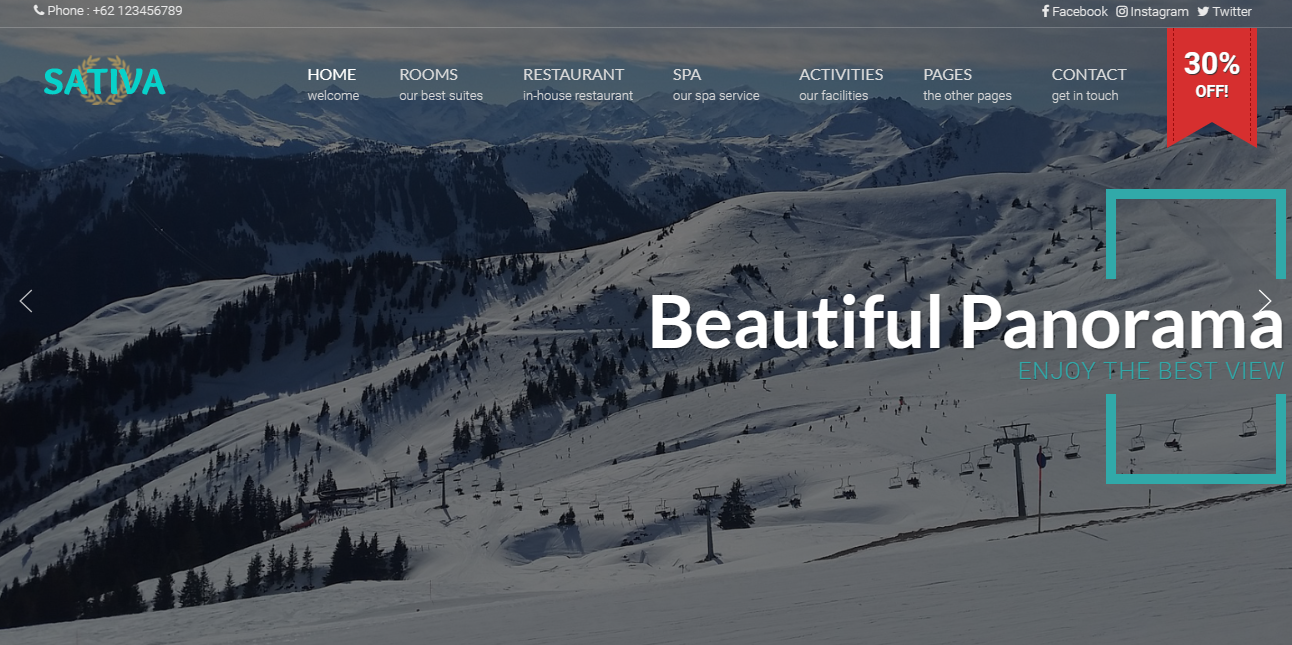 Phone : +62 123456789
Facebook Instagram Twitter
SATIVA
HOME ROOMS RESTAURANT SPA ACTIVITIES PAGES CONTACT
welcome our best suites in-house restaurant our spa service our facilities the other pages get in touch
30%
OFF!
Beautiful Panorama
ENJOY THE BEST VIEW